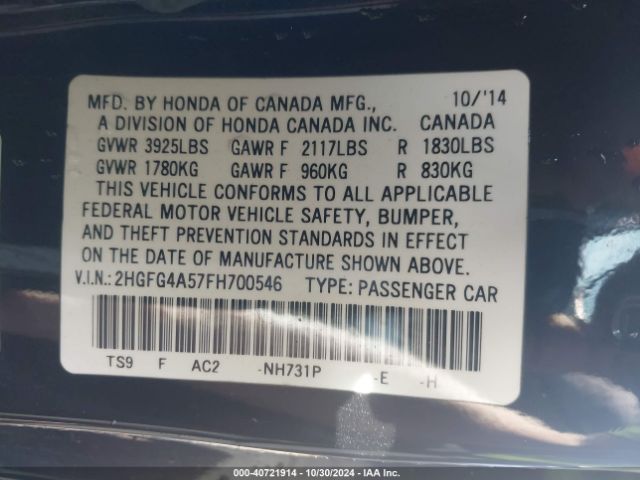 MFD. BY HONDA OF CANADA MFG., 10/'14
A DIVISION OF HONDA CANADA INC. CANADA
GVWR 3925LBS GAWR F 2117LBS R 1830LBS
GVWR 1780KG GAWR F 960KG R 830KG
THIS VEHICLE CONFORMS TO ALL APPLICABLE
FEDERAL MOTOR VEHICLE SAFETY, BUMPER,
AND THEFT PREVENTION STANDARDS IN EFFECT
ON THE DATE OF MANUFACTURE SHOWN ABOVE.
V.I.N.: 2HGFG4A57FH700546 TYPE: PASSENGER CAR
TS9 F AC2 -NH731P -E -H
000-40721914 - 10/30/2024 - IAA Inc.